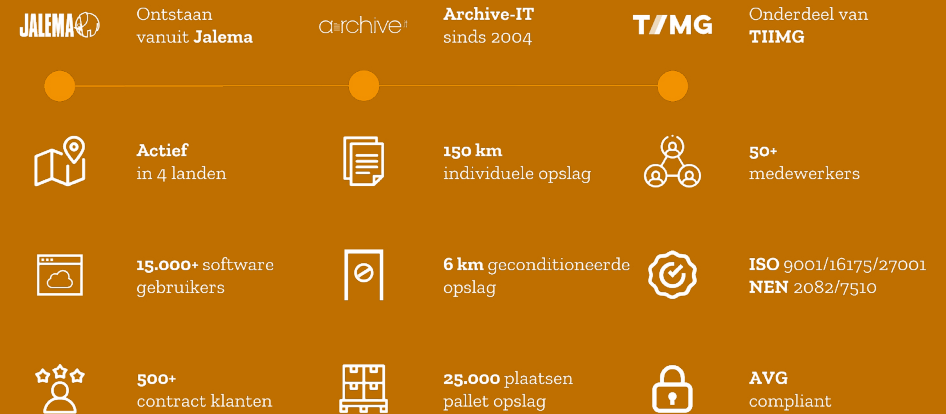 JALEMA
Ontstaan
vanuit Jalema
archive it
Archive-IT
sinds 2004
TIMG
Onderdeel van
TIIMG
Actief
in 4 landen
150 km
individuele opslag
50+
medewerkers
15.000+ software
gebruikers
6 km geconditioneerde
opslag
ISO 9001/16175/27001
NEN 2082/7510
500+
contract klanten
25.000 plaatsen
pallet opslag
AVG
compliant